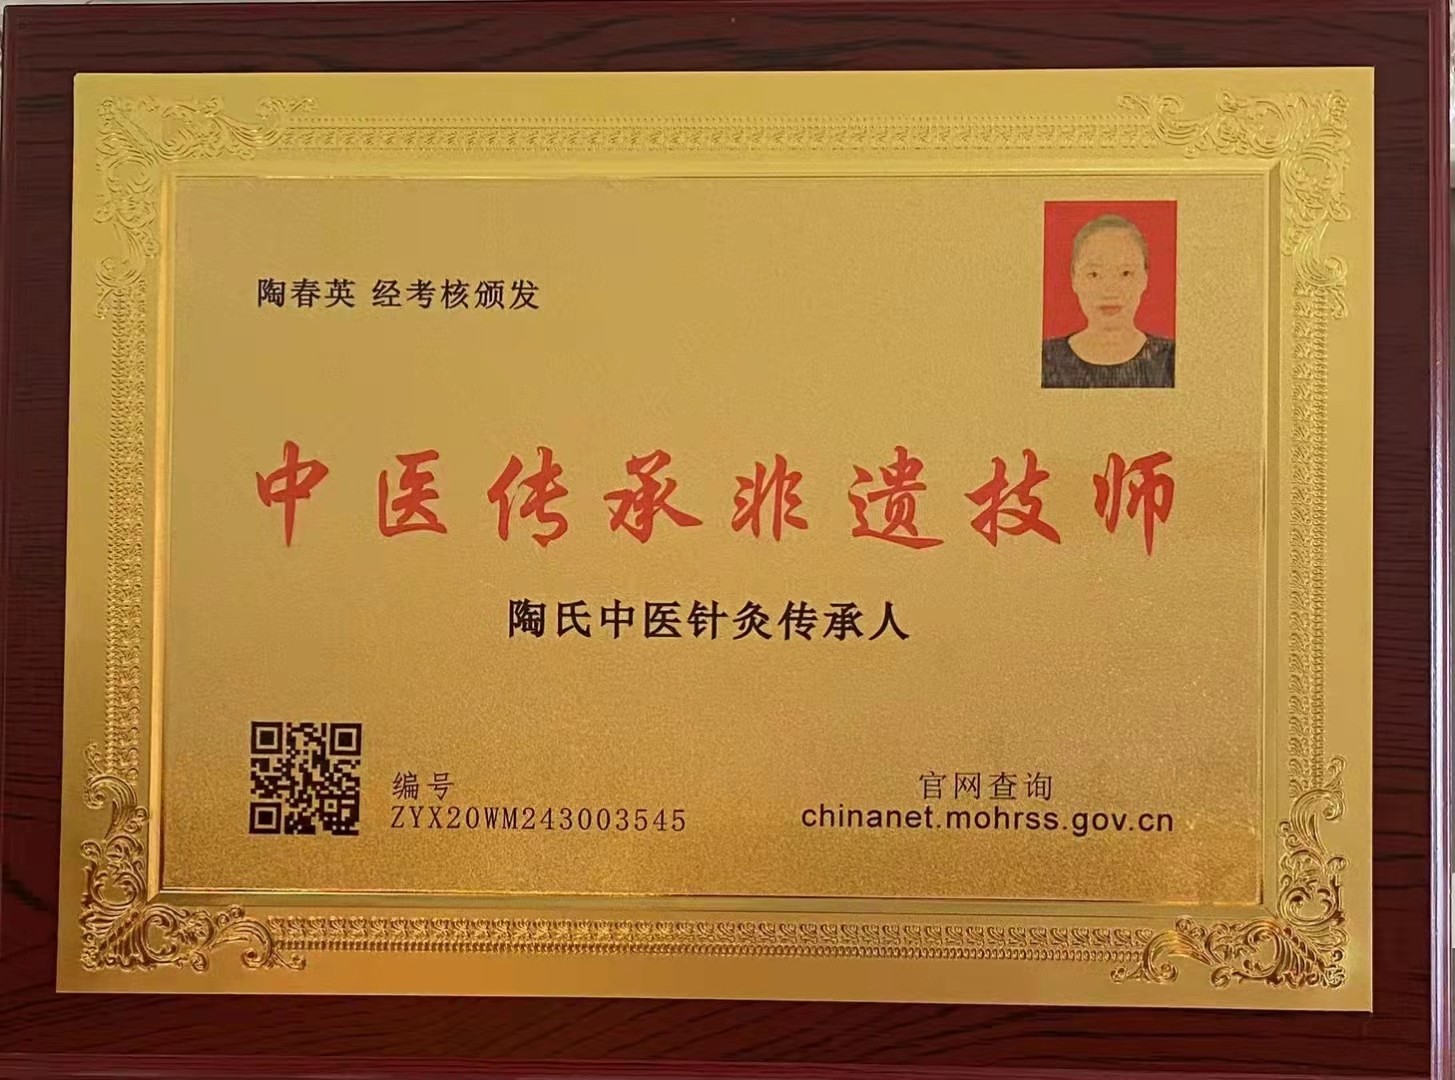 陶春英 经考核颁发
中医传承非遗技师
陶氏中医针灸传承人
编号
ZYX20WM243003545
官网查询
chinanet.mohrss.gov.cn